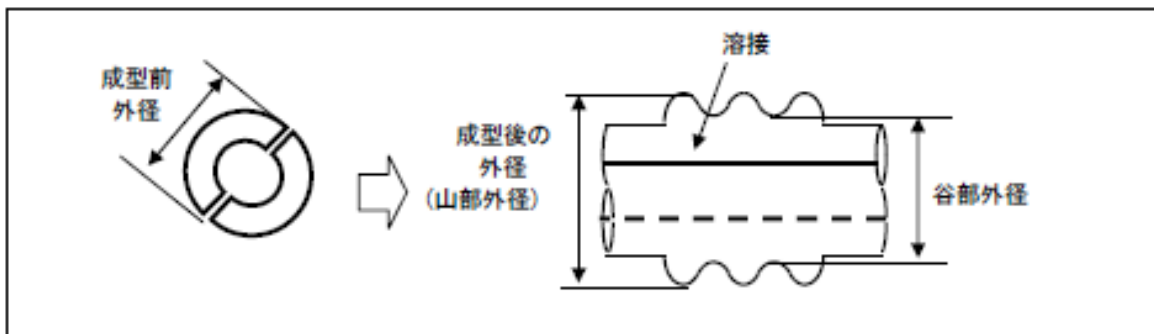 成型前
外径
溶接
成型後の
外径
(山部外径)
谷部外径